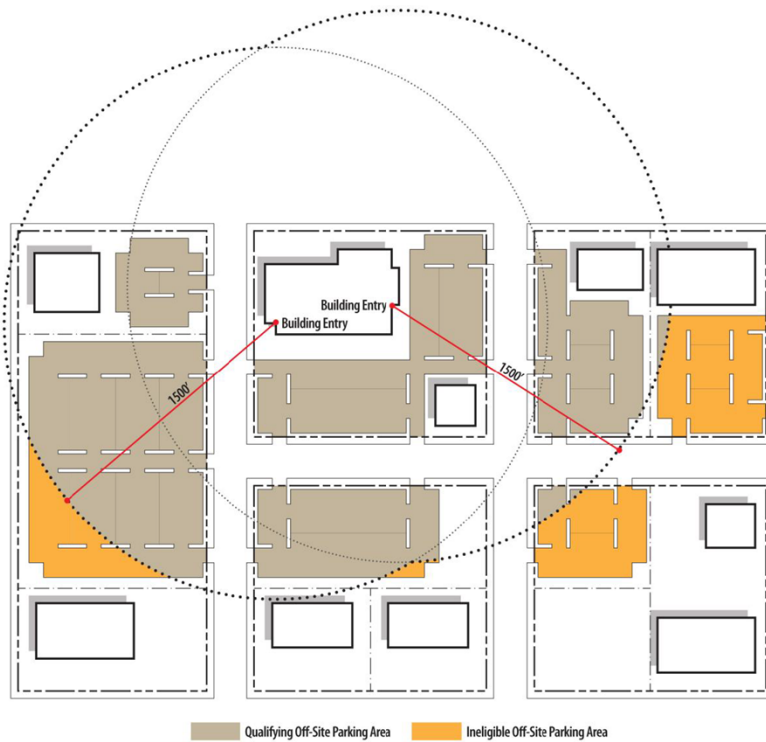 Building Entry
Building Entry
1500'
1500'
Qualifying Off-Site Parking Area
Ineligible Off-Site Parking Area